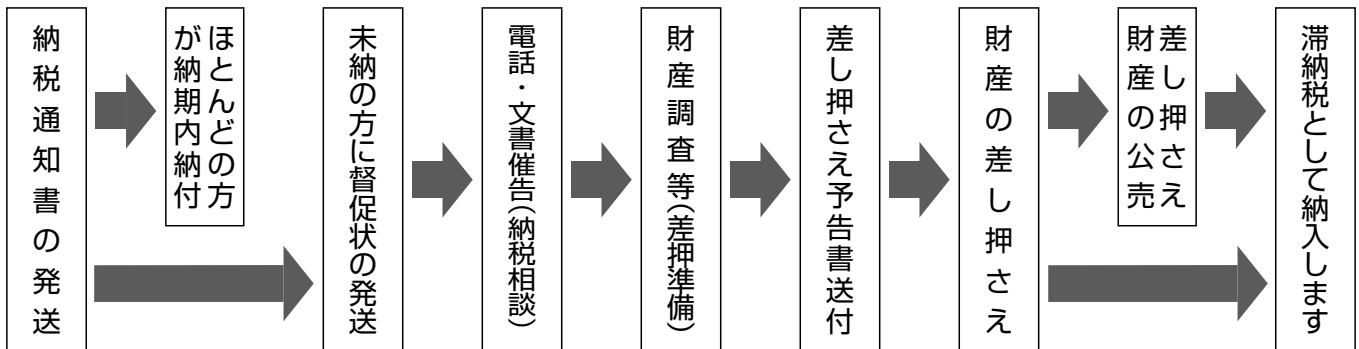 納税通知書の発送
ほとんどの方
が納期内納付
未納の方に督促状の発送
電話・文書催告(納税相談)
財産調査等(差押準備)
差し押さえ予告書送付
財産の差し押さえ
差し押さえ
財産の公売
滞納税として納入します